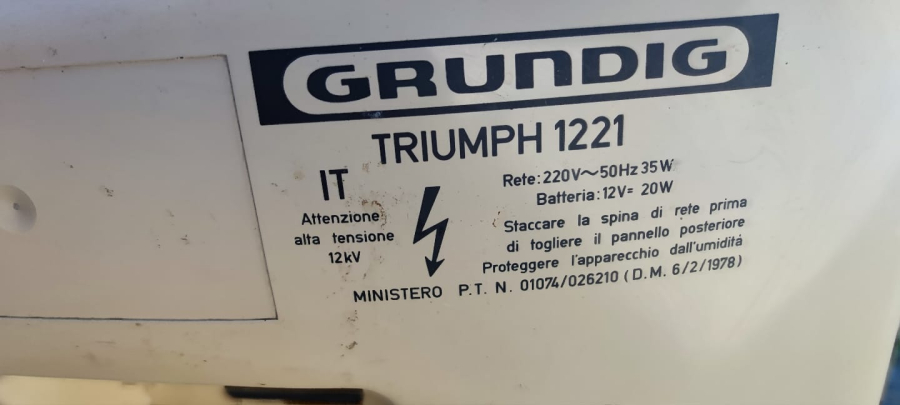 GRUNDIG
TRIUMPH 1221
IT
Attenzione
alta tensione
12kV
Rete: 220V~50Hz 35W
Batteria: 12V= 20W
Staccare la spina di rete prima
di togliere il pannello posteriore
Proteggere l'apparecchio dall'umidità
MINISTERO P.T. N. 01074/026210 (D.M. 6/2/1978)